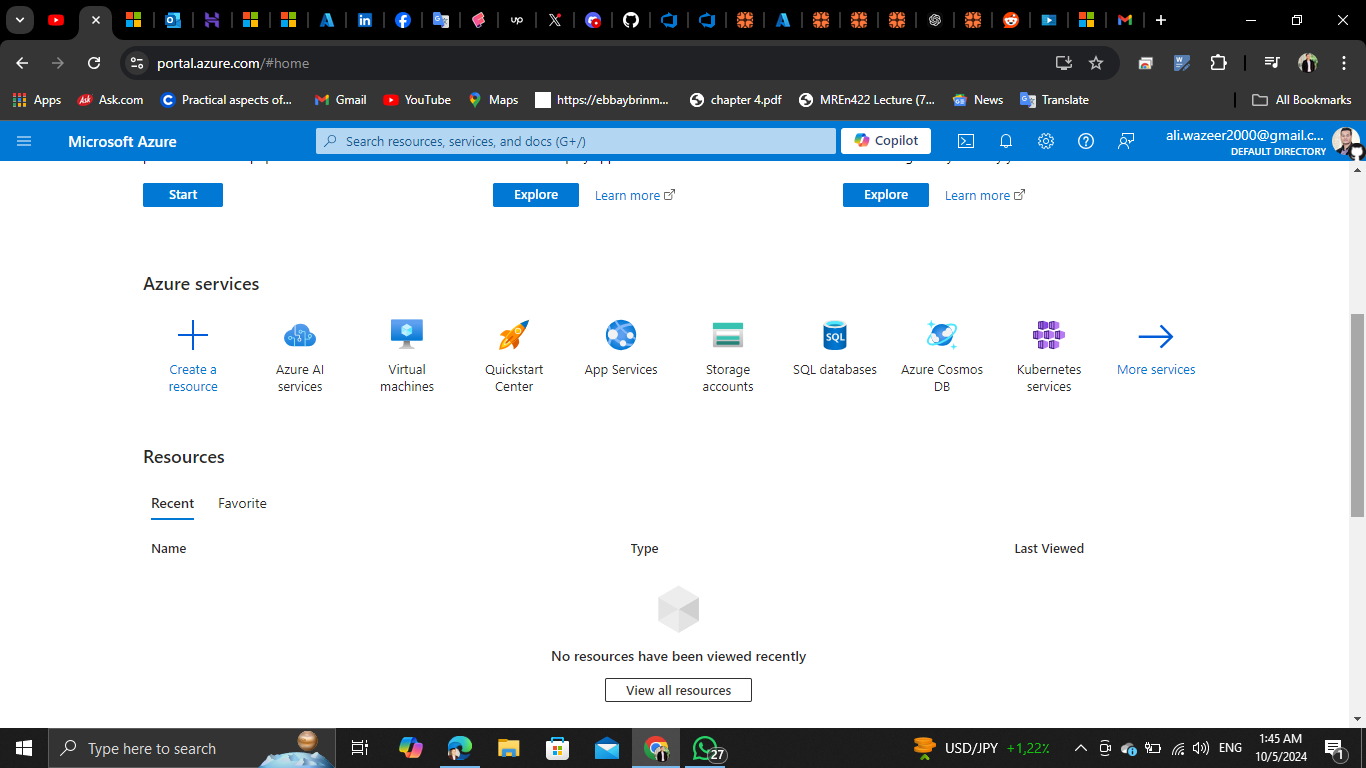 portal.azure.com/#home
Apps
Ask.com
Practical aspects of...
Gmail
YouTube
Maps
https://ebbaybrinm...
chapter 4.pdf
MREn422 Lecture (7...
News
Translate
All Bookmarks
Microsoft Azure
Search resources, services, and docs (G+/)
Copilot
ali.wazeer2000@gmail.c...
DEFAULT DIRECTORY
Start
Explore
Learn more
Explore
Learn more
Azure services
Create a
resource
Azure AI
services
Virtual
machines
Quickstart
Center
App Services
Storage
accounts
SQL
SQL databases
Azure Cosmos
DB
Kubernetes
services
More services
Resources
Recent
Favorite
Name
Type
Last Viewed
No resources have been viewed recently
View all resources
Type here to search
27
USD/JPY +1,22%
ENG
1:45 AM
10/5/2024
1